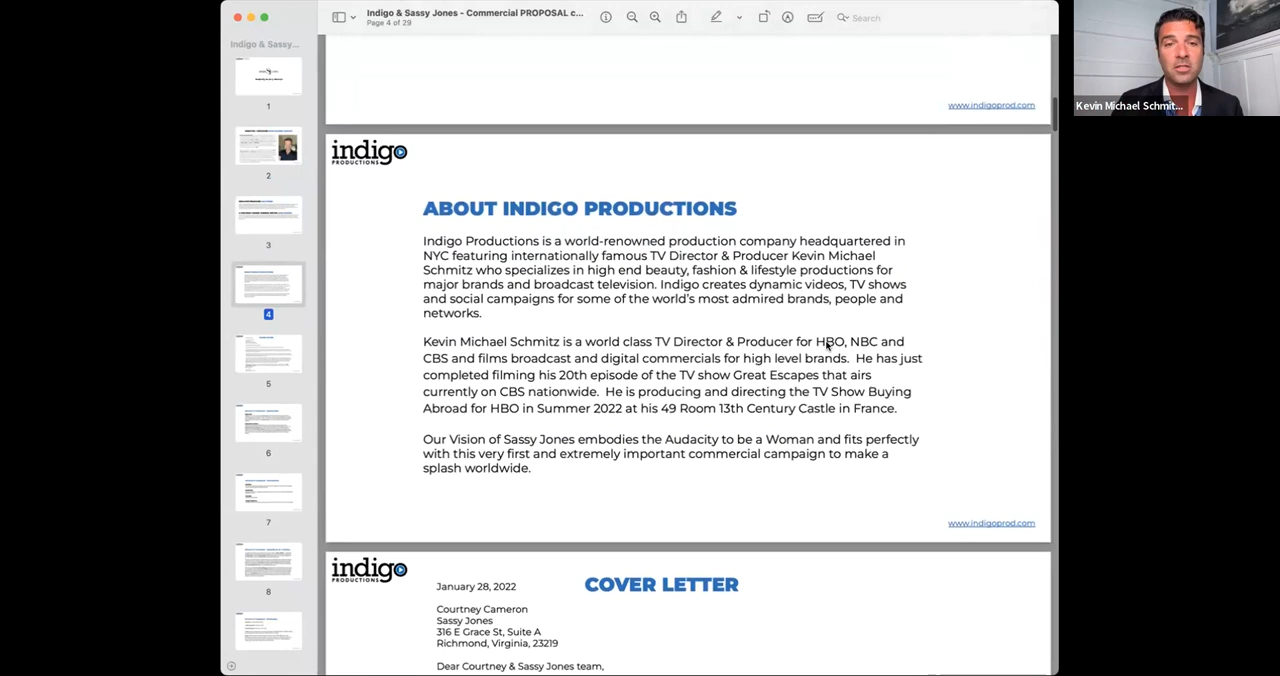 Indigo & Sassy Jones - Commercial PROPOSAL c...
Page 4 of 29
Search
Indigo & Sassy...
1
2
3
4
5
6
7
8
www.indigoprod.com
indigo
PRODUCTIONS
ABOUT INDIGO PRODUCTIONS
Indigo Productions is a world-renowned production company headquartered in
NYC featuring internationally famous TV Director & Producer Kevin Michael
Schmitz who specializes in high end beauty, fashion & lifestyle productions for
major brands and broadcast television. Indigo creates dynamic videos, TV shows
and social campaigns for some of the world's most admired brands, people and
networks.
Kevin Michael Schmitz is a world class TV Director & Producer for HBO, NBC and
CBS and films broadcast and digital commercials for high level brands. He has just
completed filming his 20th episode of the TV show Great Escapes that airs
currently on CBS nationwide. He is producing and directing the TV Show Buying
Abroad for HBO in Summer 2022 at his 49 Room 13th Century Castle in France.
Our Vision of Sassy Jones embodies the Audacity to be a Woman and fits perfectly
with this very first and extremely important commercial campaign to make a
splash worldwide.
www.indigoprod.com
indigo
PRODUCTIONS
COVER LETTER
January 28, 2022
Courtney Cameron
Sassy Jones
316 E Grace St, Suite A
Richmond, Virginia, 23219
Dear Courtney & Sassy Jones team,
Kevin Michael Schmit...